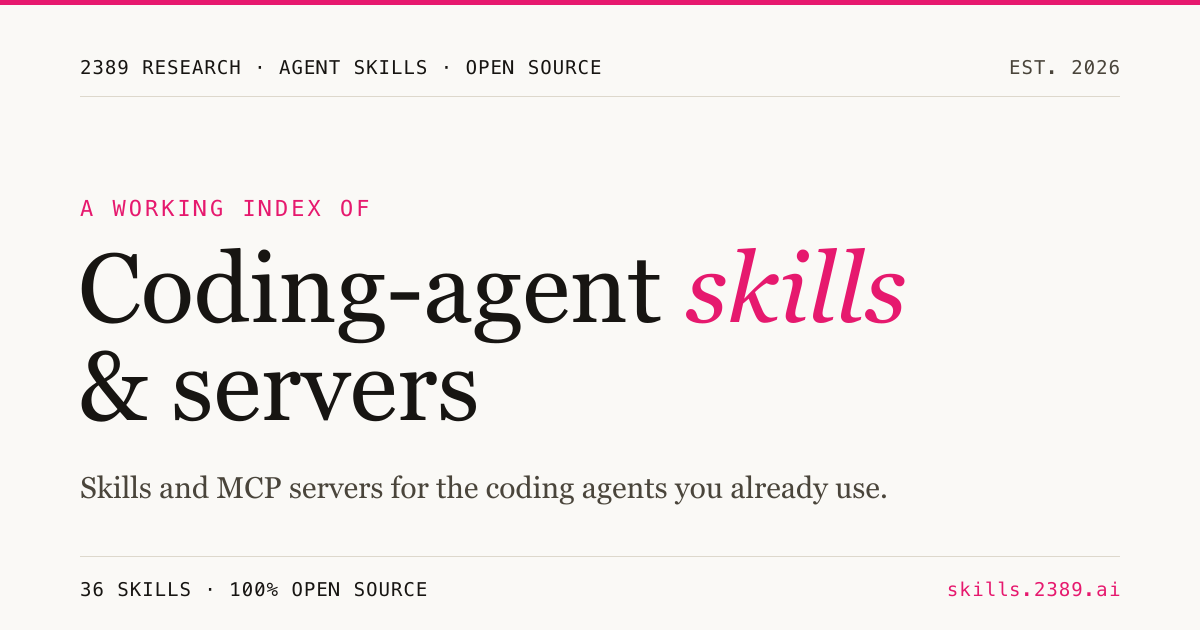 2389 RESEARCH · AGENT SKILLS · OPEN SOURCE
EST. 2026
A WORKING INDEX OF
Coding-agent skills
& servers
Skills and MCP servers for the coding agents you already use.
36 SKILLS · 100% OPEN SOURCE
skills.2389.ai